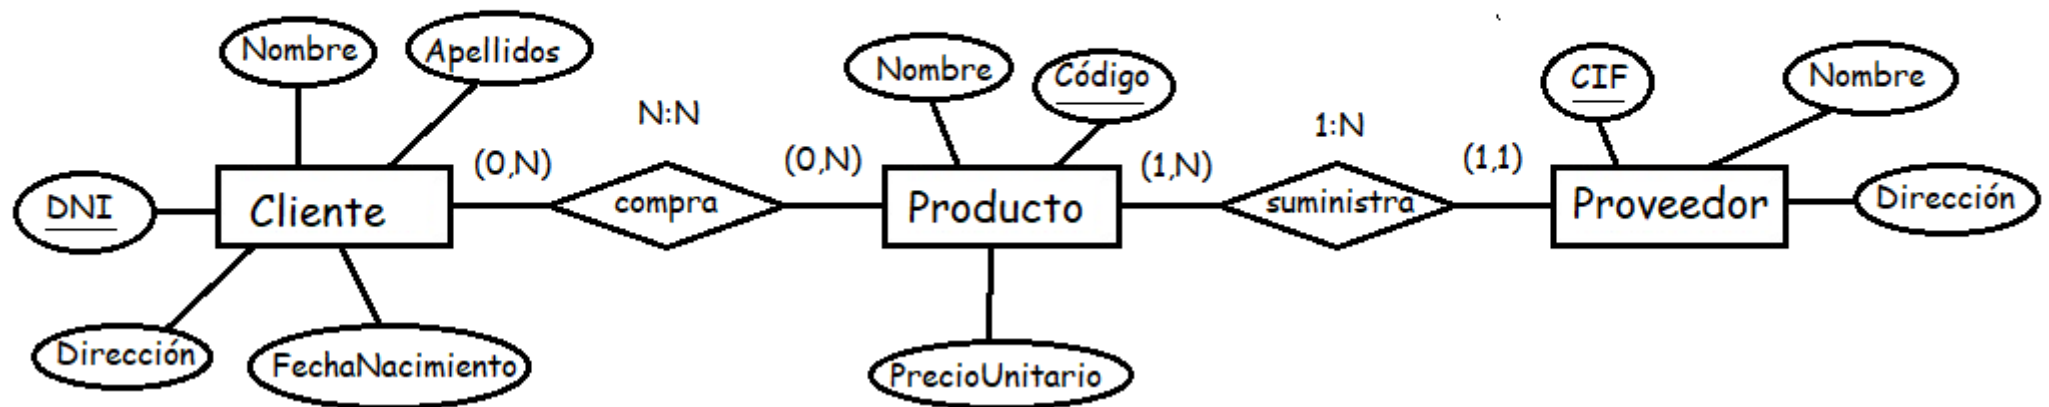 Nombre
Apellidos
DNI
Cliente
Dirección
FechaNacimiento
(0,N)
N:N
compra
(0,N)
Nombre
Código
Producto
PrecioUnitario
(1,N)
1:N
suministra
(1,1)
CIF
Nombre
Proveedor
Dirección